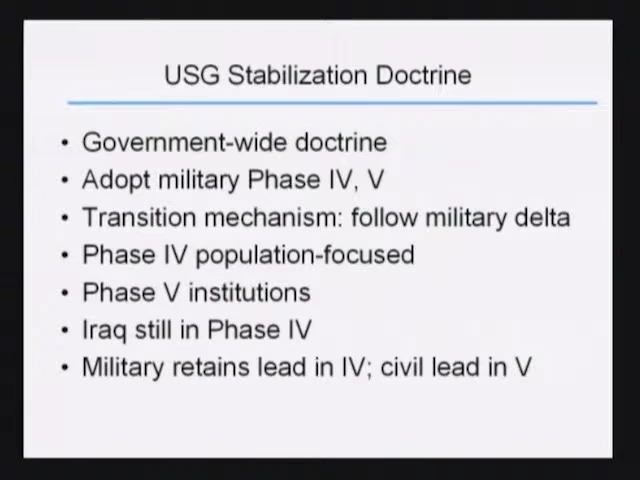 USG Stabilization Doctrine
• Government-wide doctrine
• Adopt military Phase IV, V
• Transition mechanism: follow military delta
• Phase IV population-focused
• Phase V institutions
• Iraq still in Phase IV
• Military retains lead in IV; civil lead in V